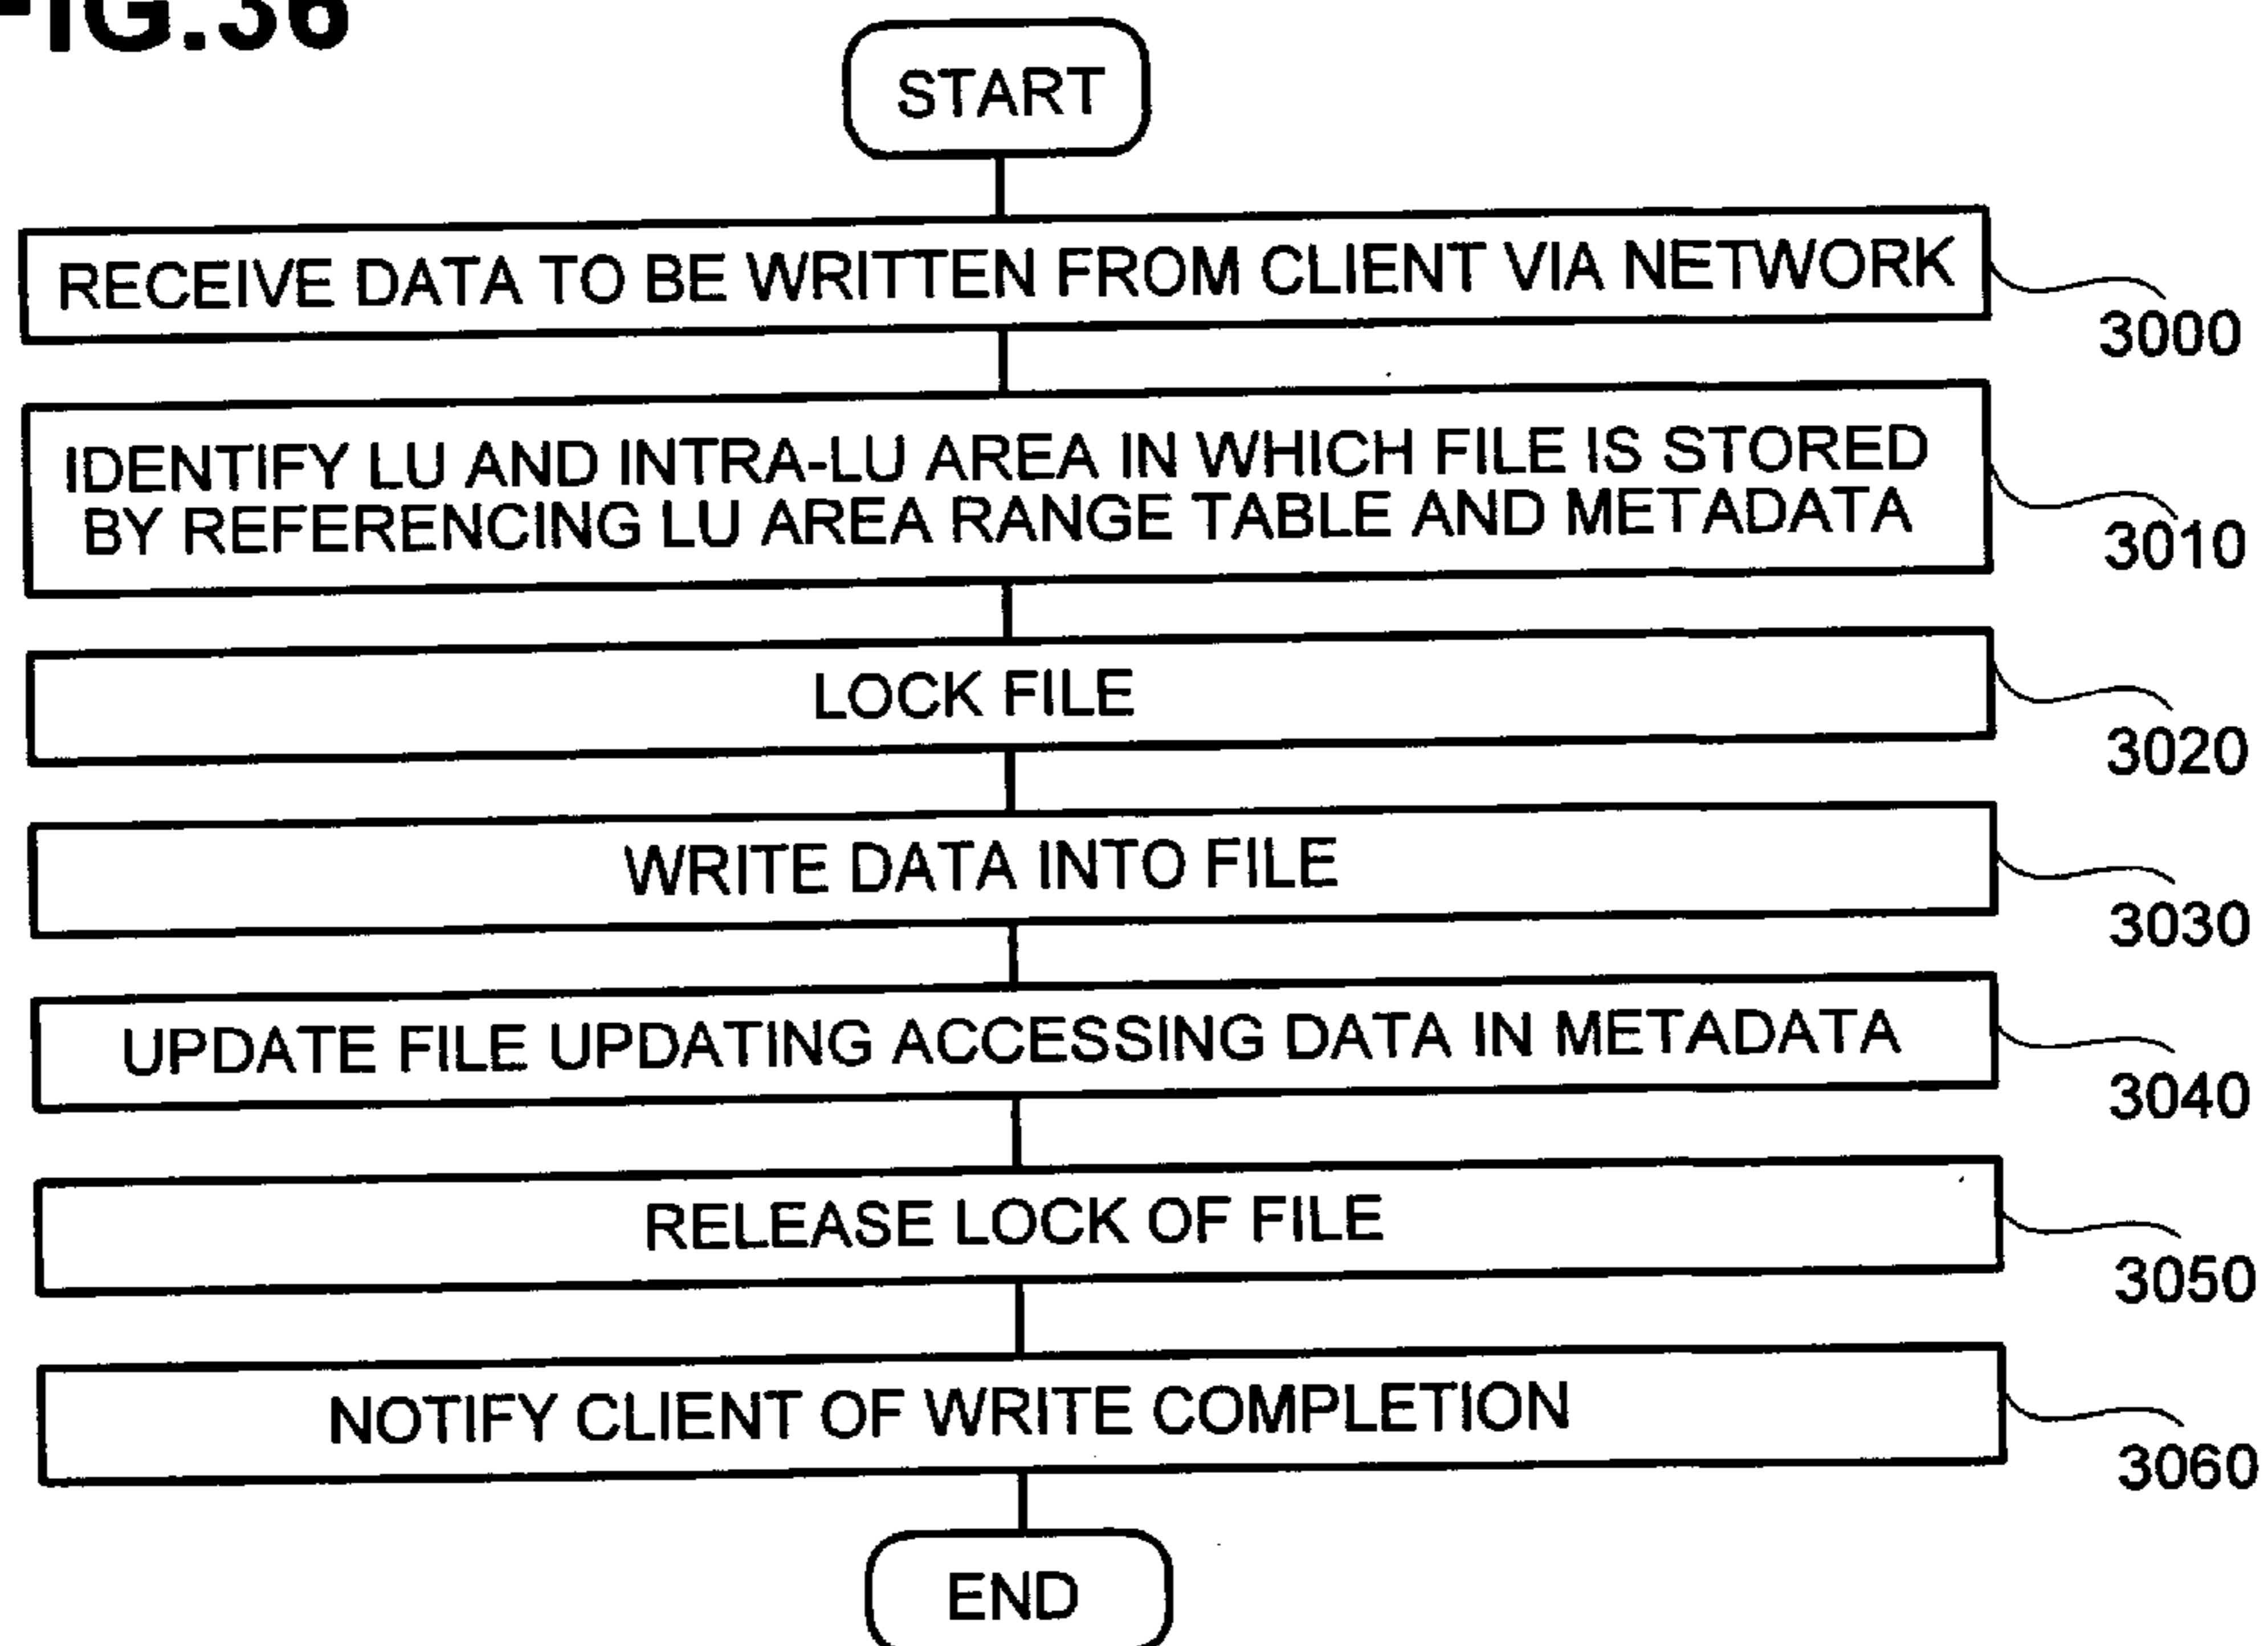 FIG.36
START
RECEIVE DATA TO BE WRITTEN FROM CLIENT VIA NETWORK
3000
IDENTIFY LU AND INTRA-LU AREA IN WHICH FILE IS STORED
BY REFERENCING LU AREA RANGE TABLE AND METADATA
3010
LOCK FILE
3020
WRITE DATA INTO FILE
3030
UPDATE FILE UPDATING ACCESSING DATA IN METADATA
3040
RELEASE LOCK OF FILE
3050
NOTIFY CLIENT OF WRITE COMPLETION
3060
END